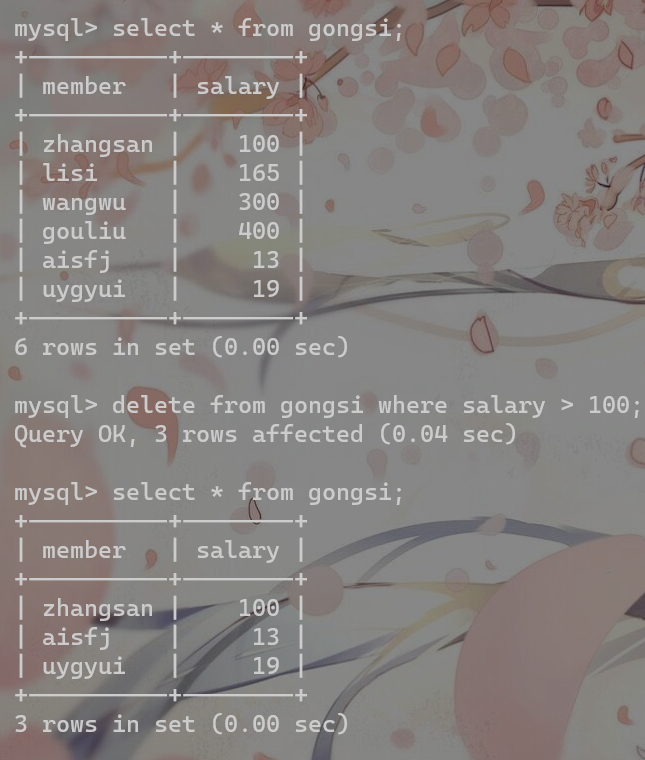 mysql> select * from gongsi;
+----------+--------+
| member   | salary |
+----------+--------+
| zhangsan |    100 |
| lisi     |    165 |
| wangwu   |    300 |
| gouliu   |    400 |
| aisfj    |     13 |
| uygyui   |     19 |
+----------+--------+
6 rows in set (0.00 sec)
mysql> delete from gongsi where salary > 100;
Query OK, 3 rows affected (0.04 sec)
mysql> select * from gongsi;
+----------+--------+
| member   | salary |
+----------+--------+
| zhangsan |    100 |
| aisfj    |     13 |
| uygyui   |     19 |
+----------+--------+
3 rows in set (0.00 sec)